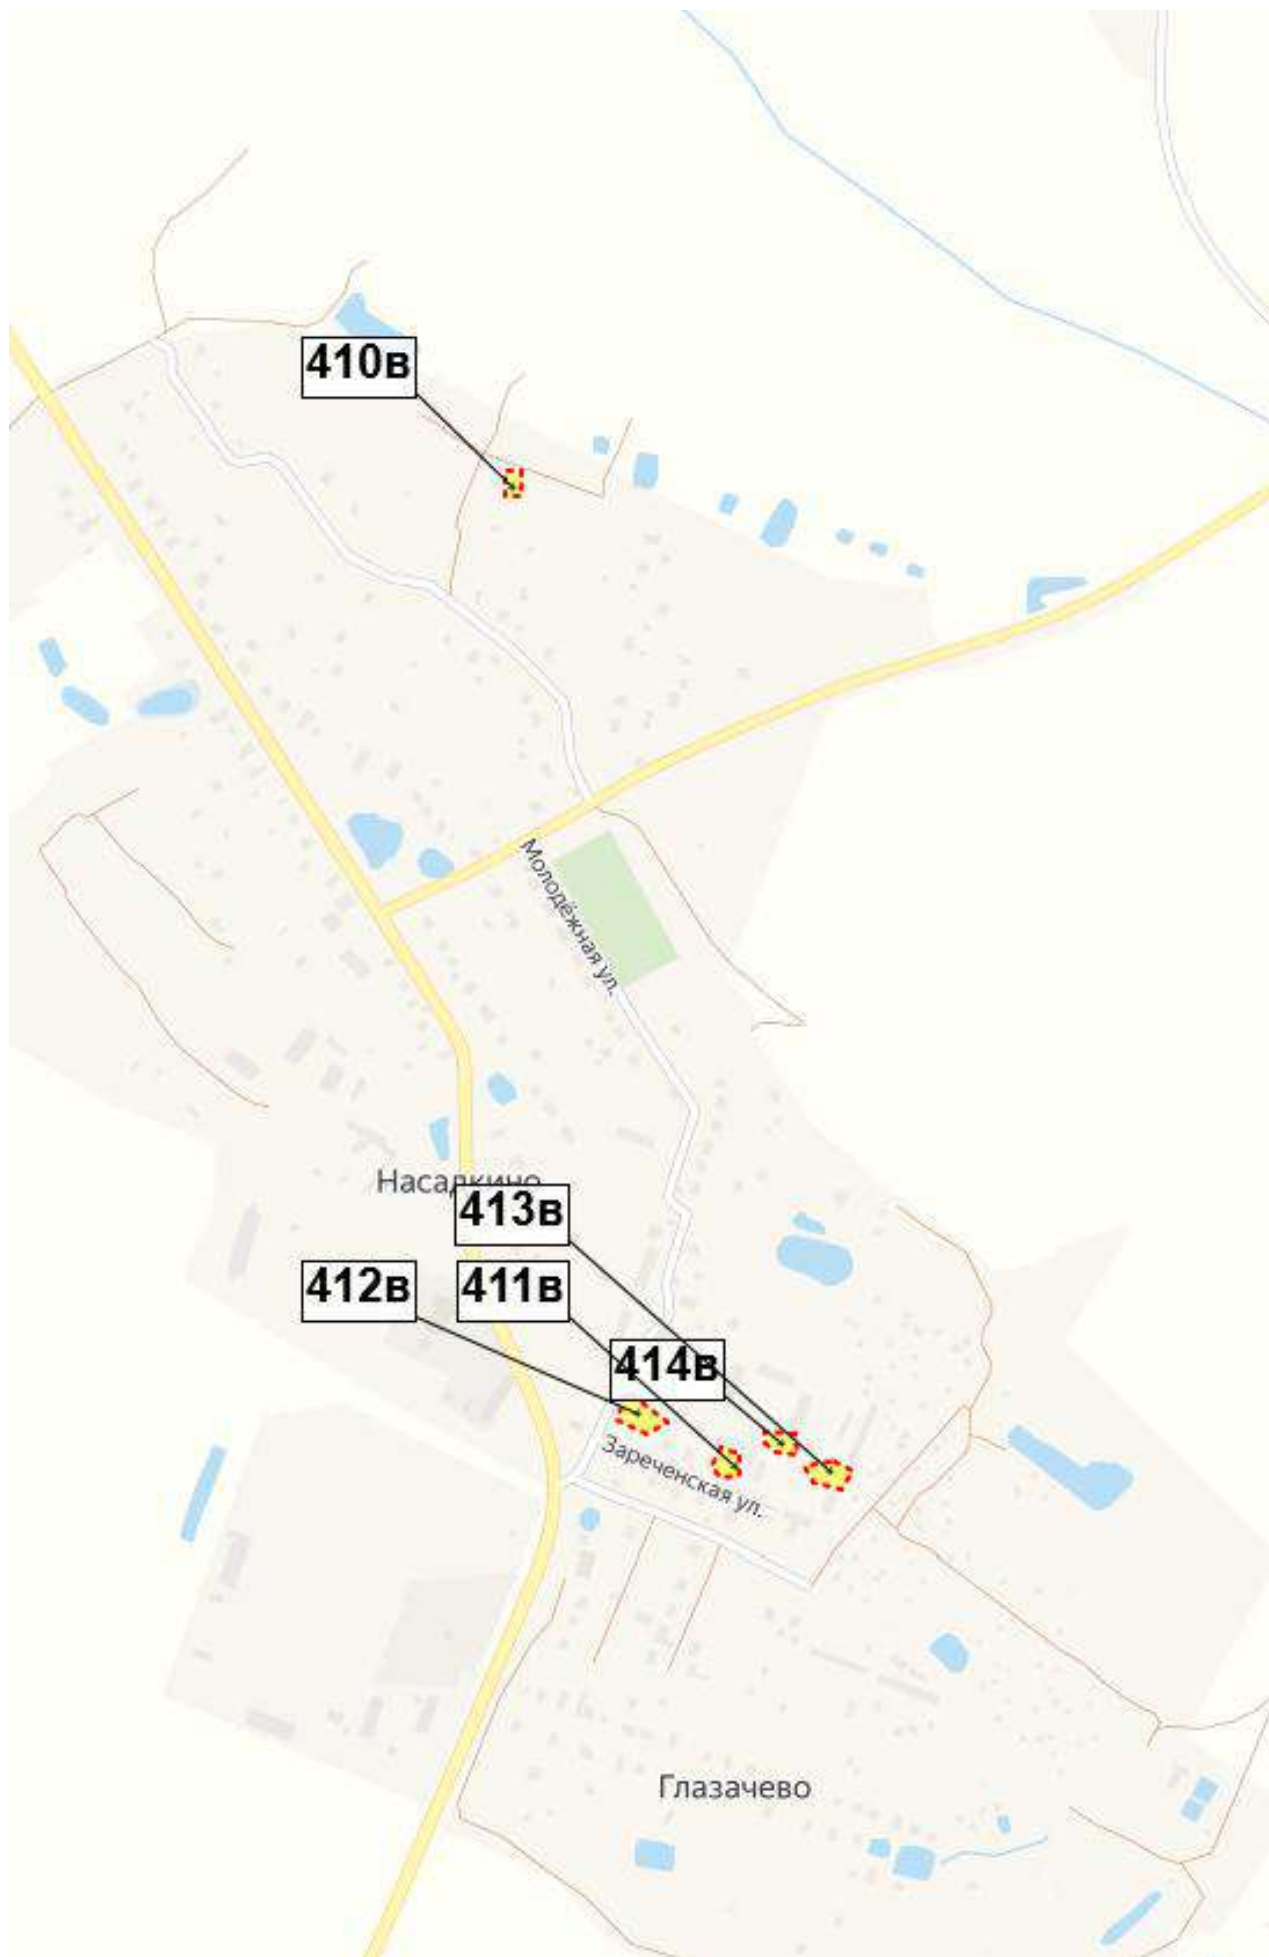 410в
Молодёжная ул.
Насадкино
413в
412в
411в
414в
Зареченская ул.
Глазачево